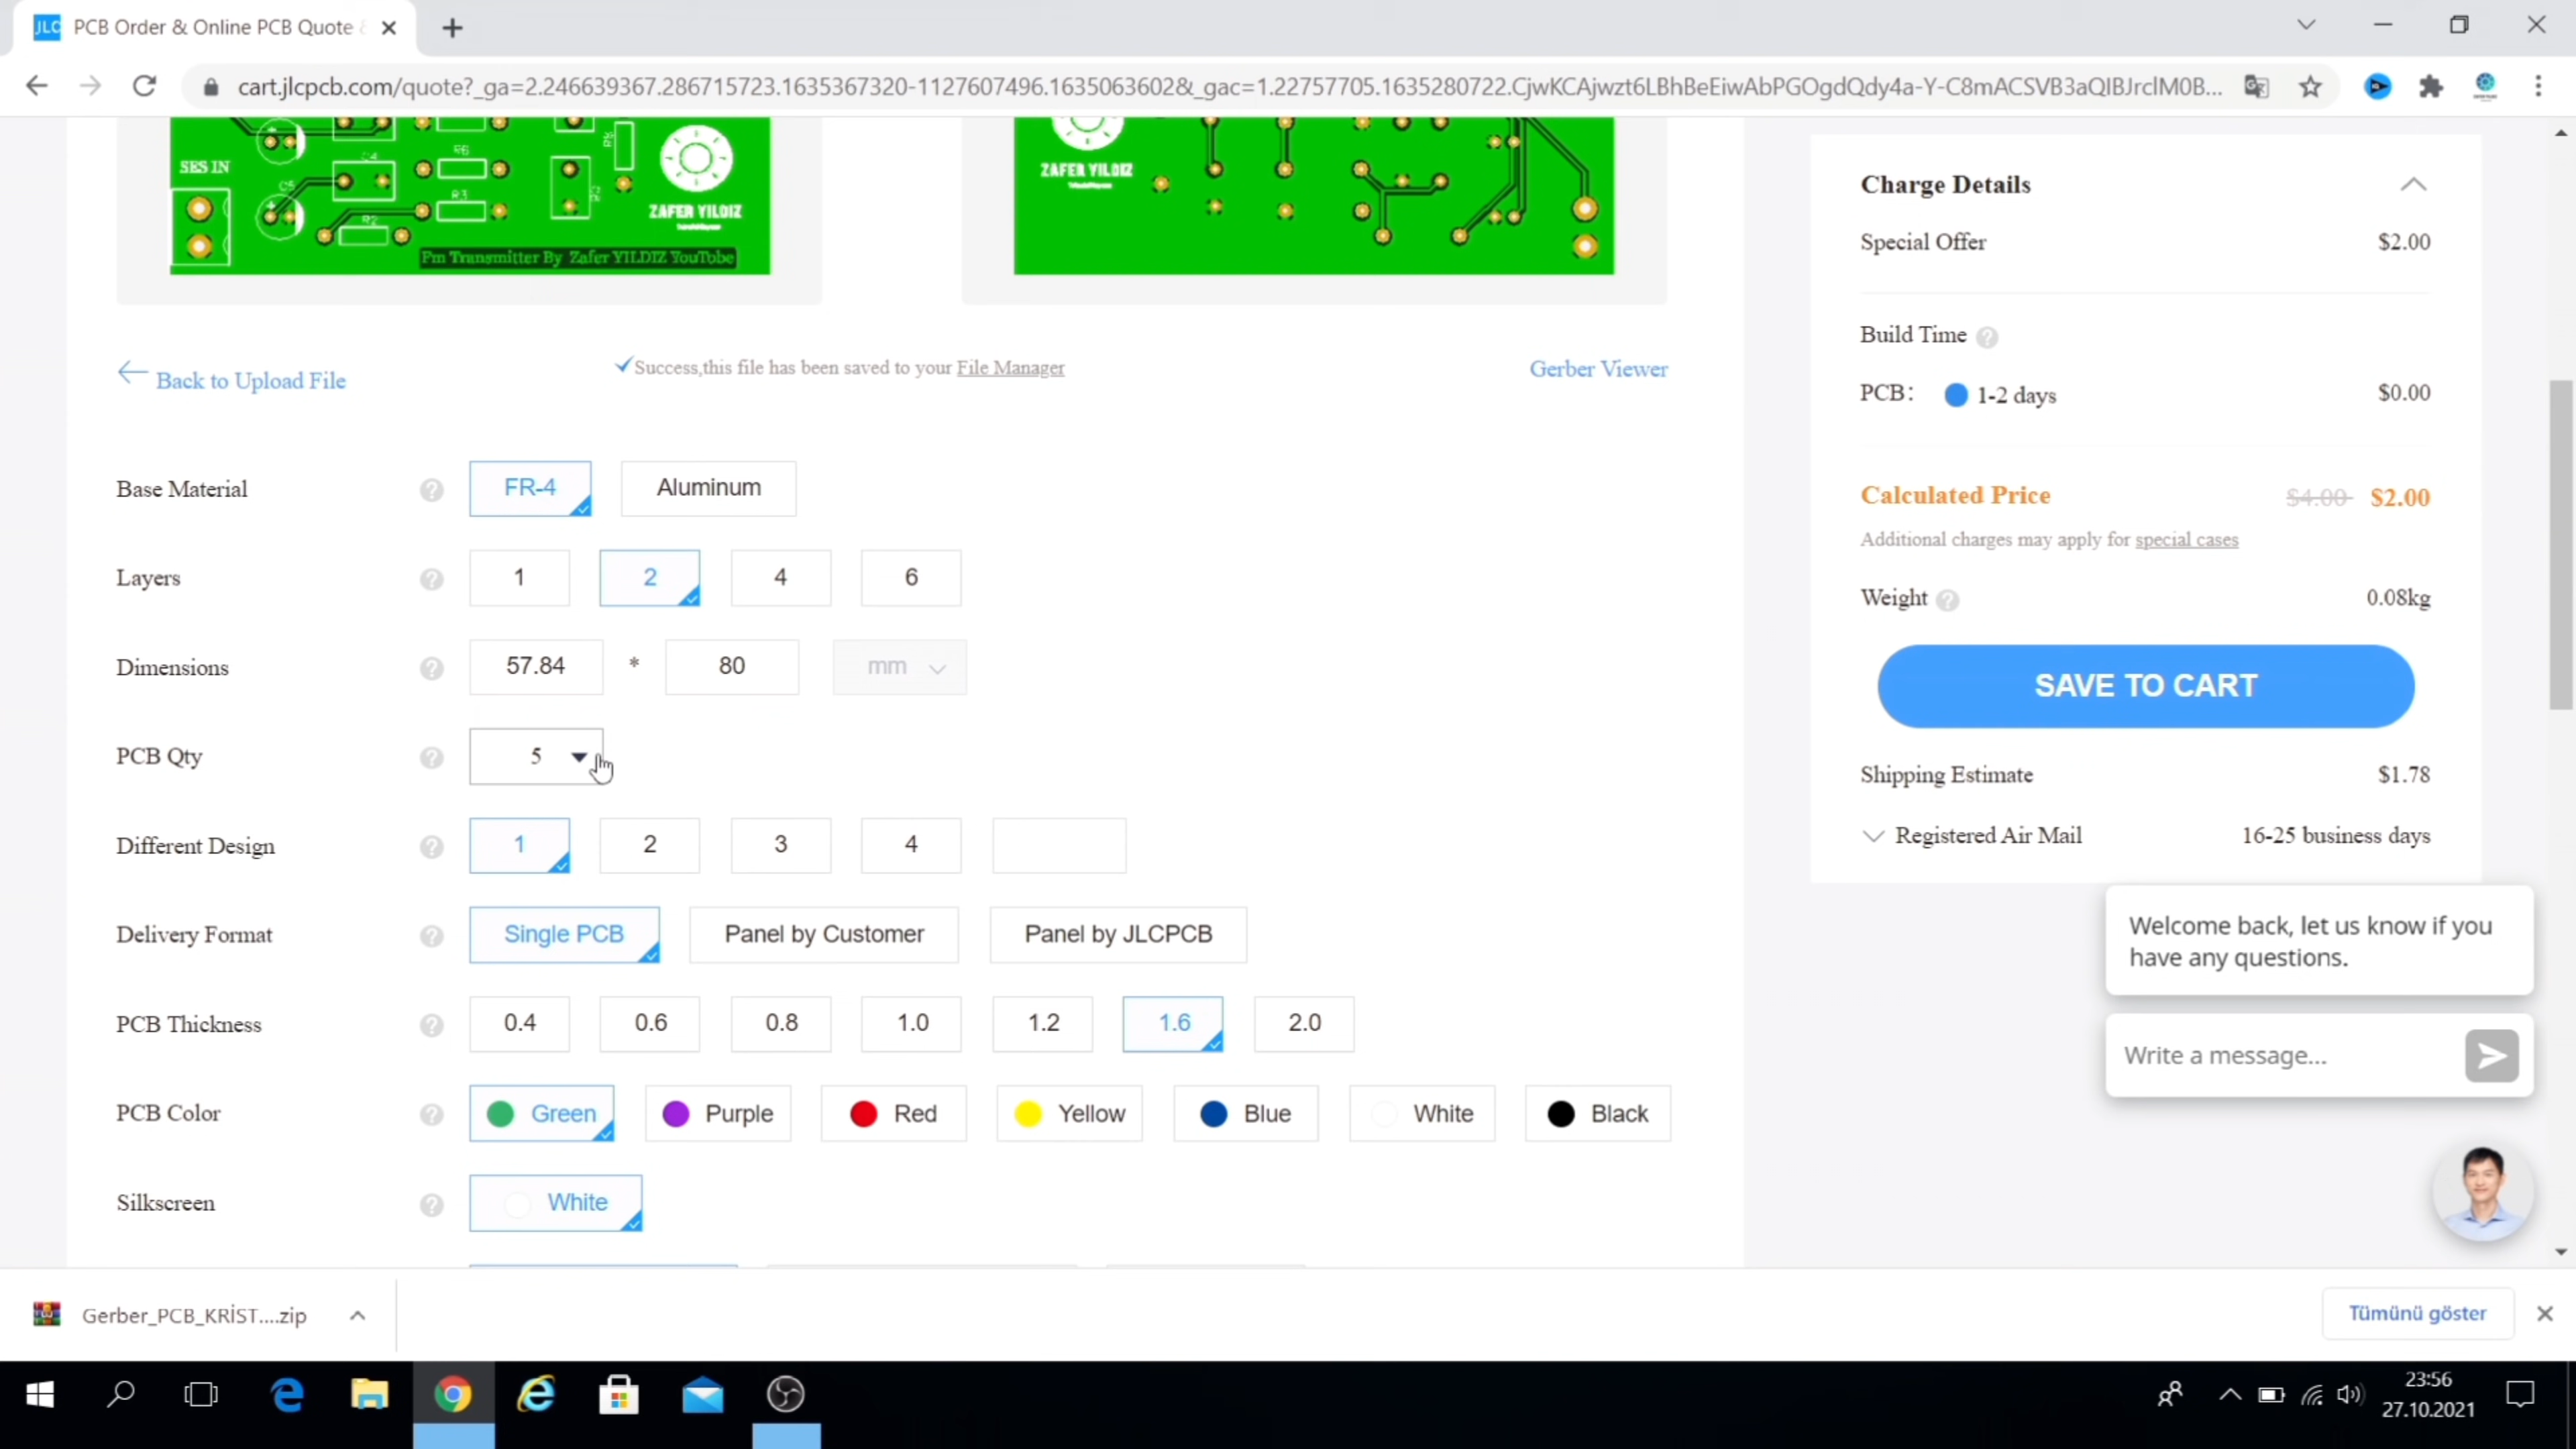 JLC PCB Order & Online PCB Quote &
cart.jlcpcb.com/quote?_ga=2.246639367.286715723.1635367320-1127607496.1635063602&_gac=1.22757705.1635280722.CjwKCAjwzt6LBhBeEiwAbPGOgdQdy4a-Y-C8mACSVB3aQIBJrclM0B...
SES IN
C4
R6
C5
R3
R2
ZAFER YILDIZ
Fm Transmitter By Zafer YILDIZ YouTobe
ZAFER YILDIZ
Back to Upload File
Success,this file has been saved to your File Manager
Gerber Viewer
Base Material ? FR-4 Aluminum
Layers ? 1 2 4 6
Dimensions ? 57.84 * 80 mm
PCB Qty ? 5
Different Design ? 1 2 3 4
Delivery Format ? Single PCB Panel by Customer Panel by JLCPCB
PCB Thickness ? 0.4 0.6 0.8 1.0 1.2 1.6 2.0
PCB Color ? Green Purple Red Yellow Blue White Black
Silkscreen ? White
Charge Details
Special Offer $2.00
Build Time ?
PCB: 1-2 days $0.00
Calculated Price $4.00 $2.00
Additional charges may apply for special cases
Weight ? 0.08kg
SAVE TO CART
Shipping Estimate $1.78
Registered Air Mail 16-25 business days
Welcome back, let us know if you
have any questions.
Write a message...
Gerber_PCB_KRİST....zip
Tümünü göster
23:56
27.10.2021